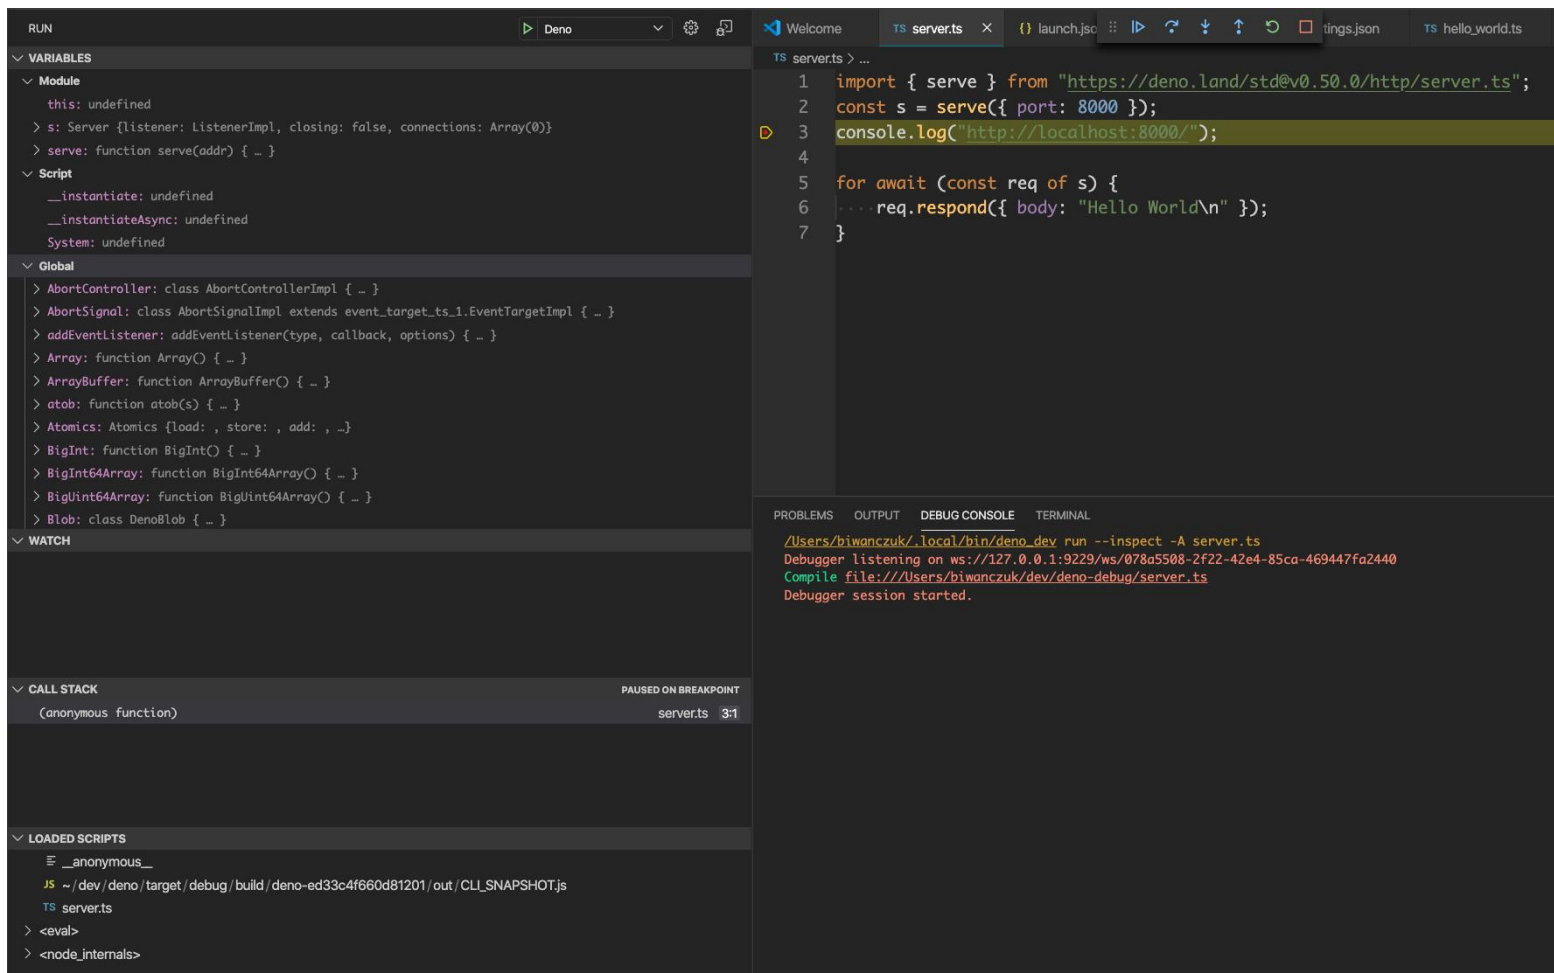 RUN
Deno
VARIABLES
Module
this: undefined
s: Server {listener: ListenerImpl, closing: false, connections: Array(0)}
serve: function serve(addr) { … }
Script
__instantiate: undefined
__instantiateAsync: undefined
System: undefined
Global
AbortController: class AbortControllerImpl { … }
AbortSignal: class AbortSignalImpl extends event_target_ts_1.EventTargetImpl { … }
addEventListener: addEventListener(type, callback, options) { … }
Array: function Array() { … }
ArrayBuffer: function ArrayBuffer() { … }
atob: function atob(s) { … }
Atomics: Atomics {load: , store: , add: , …}
BigInt: function BigInt() { … }
BigInt64Array: function BigInt64Array() { … }
BigUint64Array: function BigUint64Array() { … }
Blob: class DenoBlob { … }
WATCH
CALL STACK PAUSED ON BREAKPOINT
(anonymous function) server.ts 3:1
LOADED SCRIPTS
__anonymous__
JS ~/dev/deno/target/debug/build/deno-ed33c4f660d81201/out/CLI_SNAPSHOT.js
TS server.ts
<eval>
<node_internals>
Welcome TS server.ts {} launch.jso tings.json TS hello_world.ts
TS server.ts > ...
1 import { serve } from "https://deno.land/std@v0.50.0/http/server.ts";
2 const s = serve({ port: 8000 });
3 console.log("http://localhost:8000/");
4
5 for await (const req of s) {
6 ····req.respond({ body: "Hello World\n" });
7 }
PROBLEMS OUTPUT DEBUG CONSOLE TERMINAL
/Users/biwanczuk/.local/bin/deno_dev run --inspect -A server.ts
Debugger listening on ws://127.0.0.1:9229/ws/078a5508-2f22-42e4-85ca-469447fa2440
Compile file:///Users/biwanczuk/dev/deno-debug/server.ts
Debugger session started.